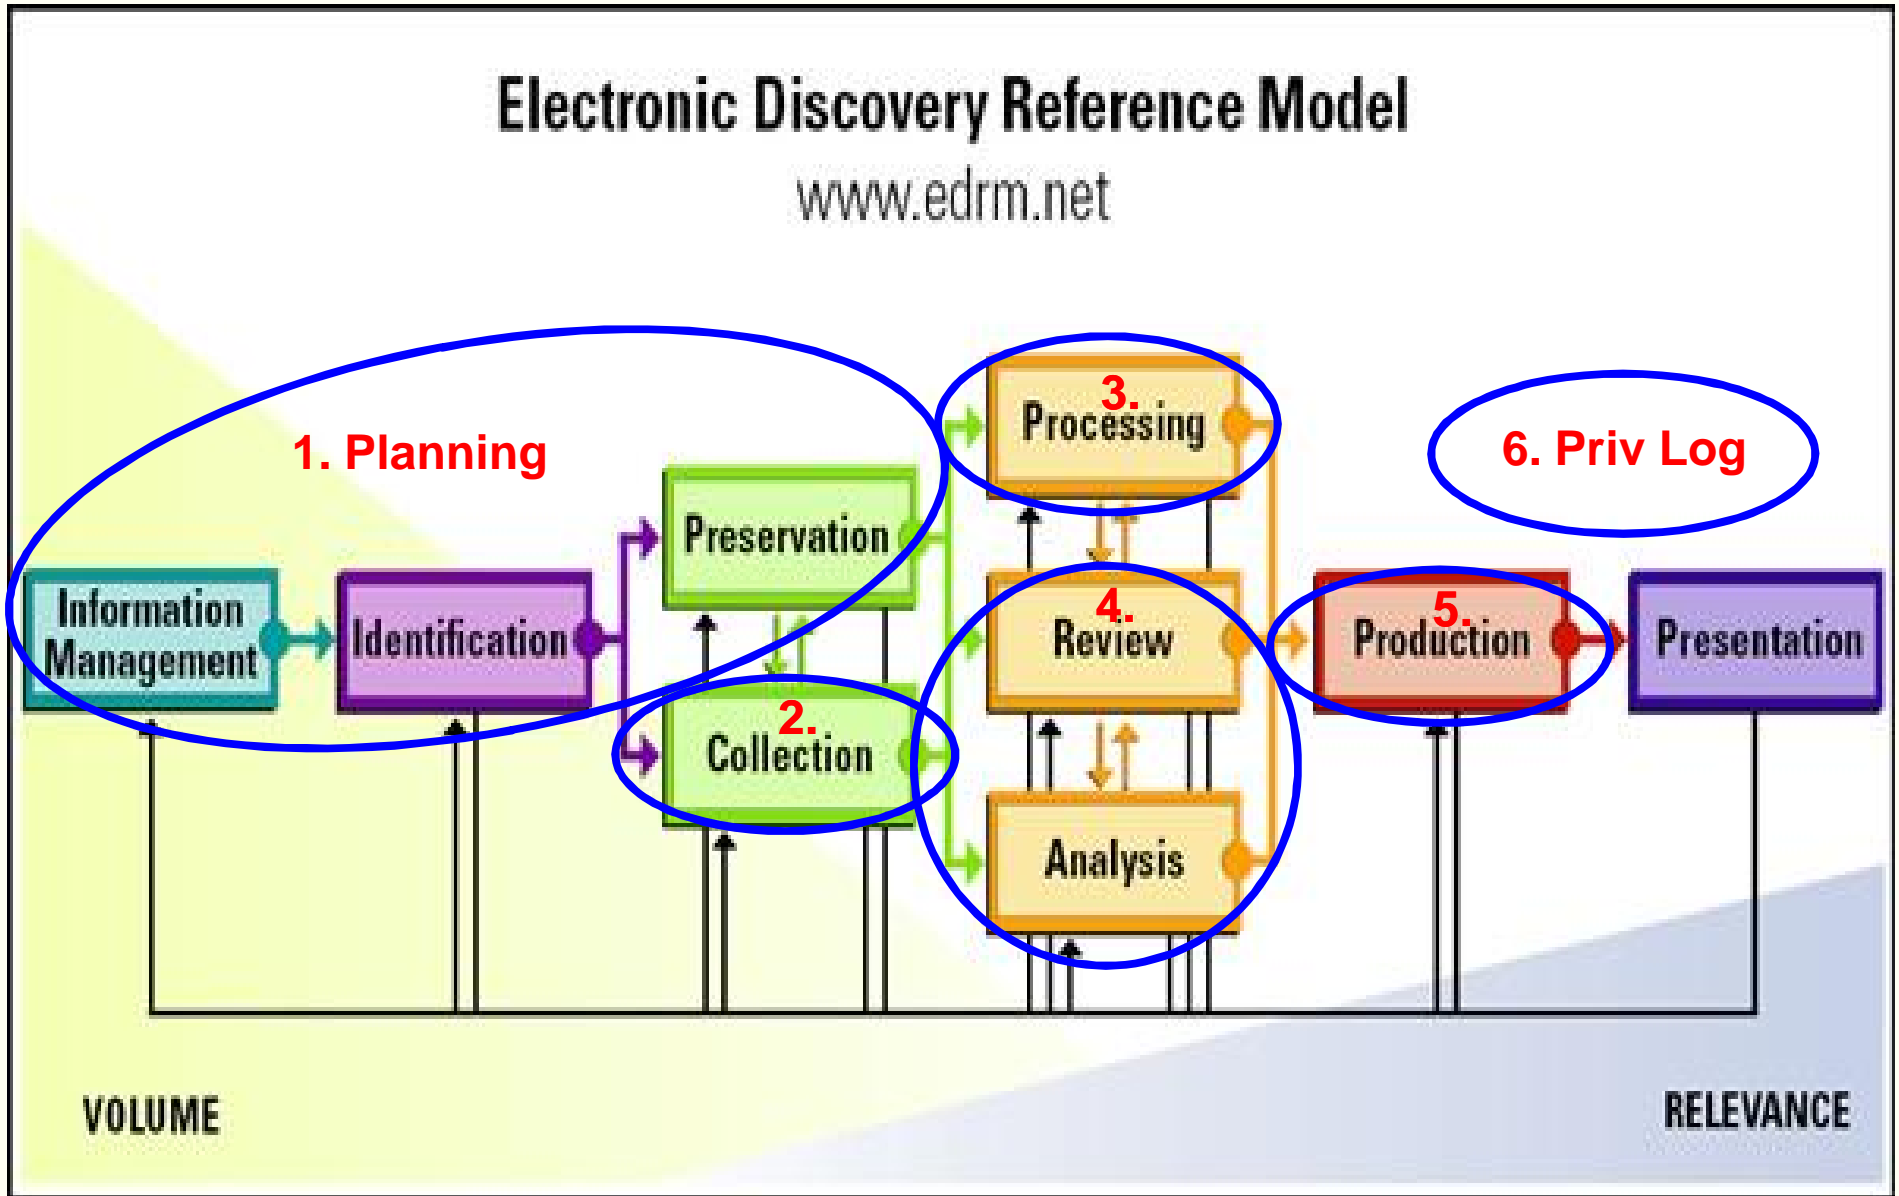 Electronic Discovery Reference Model
www.edrm.net
1. Planning
Information
Management
Identification
Preservation
2.
Collection
3.
Processing
4.
Review
Analysis
5.
Production
6. Priv Log
Presentation
VOLUME
RELEVANCE